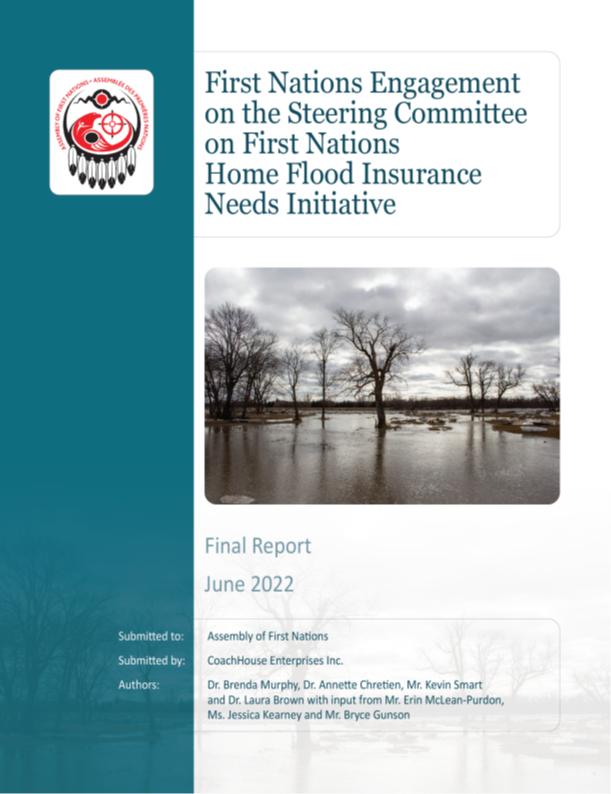 ASSEMBLY OF FIRST NATIONS • ASSEMBLÉE DES PREMIÈRES NATIONS
First Nations Engagement
on the Steering Committee
on First Nations
Home Flood Insurance
Needs Initiative
Final Report
June 2022
Submitted to: Assembly of First Nations
Submitted by: CoachHouse Enterprises Inc.
Authors: Dr. Brenda Murphy, Dr. Annette Chretien, Mr. Kevin Smart
and Dr. Laura Brown with input from Mr. Erin McLean-Purdon,
Ms. Jessica Kearney and Mr. Bryce Gunson